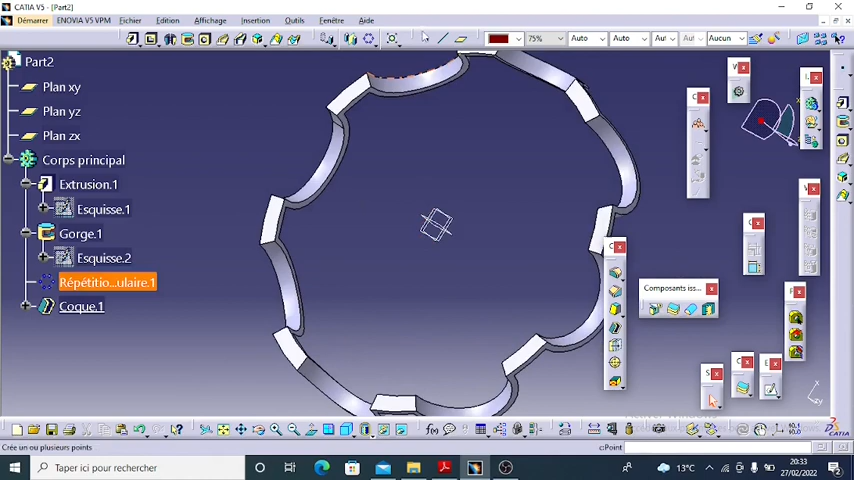 CATIA V5 - [Part2]
Démarrer
ENOVIA V5 VPM
Fichier
Edition
Affichage
Insertion
Outils
Fenêtre
Aide
75%
Auto
Auto
Aut
Aucun
Part2
Plan xy
Plan yz
Plan zx
Corps principal
Extrusion.1
Esquisse.1
Gorge.1
Esquisse.2
Répétitio...ulaire.1
Coque.1
Composants iss...
Crée un ou plusieurs points
c:Point
Taper ici pour rechercher
13°C
20:33
27/02/2022